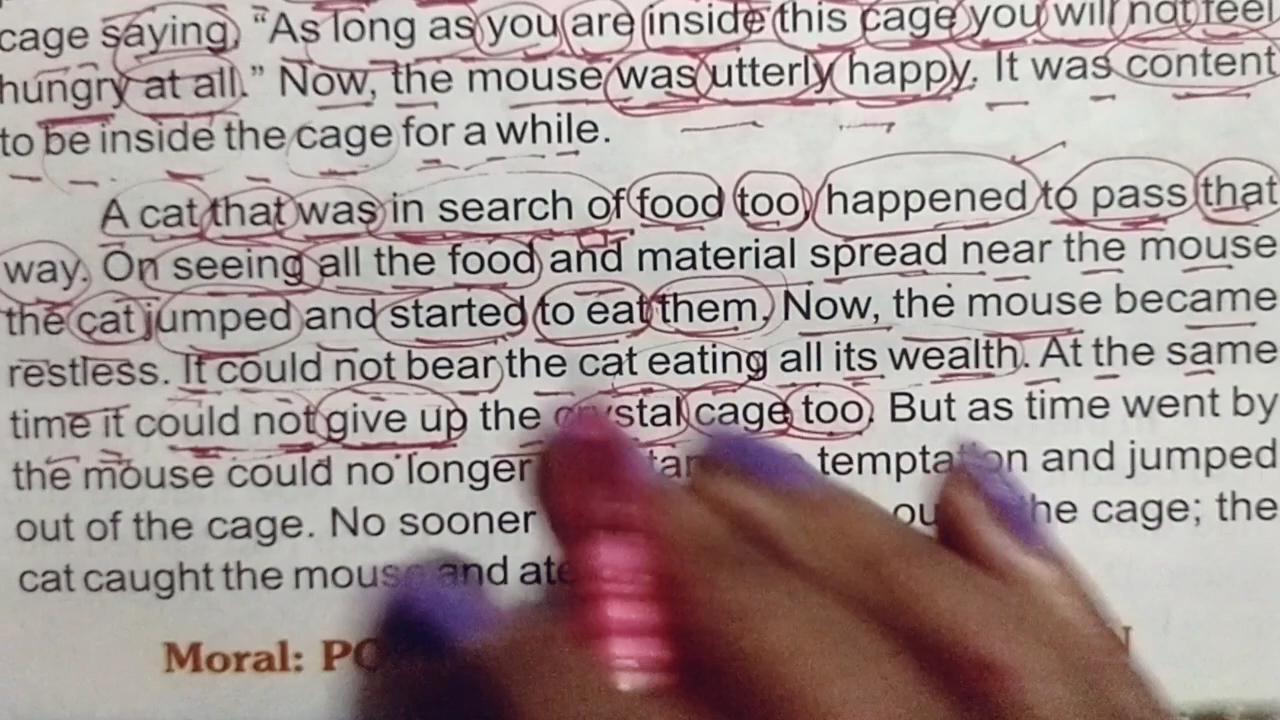 cage saying, “As long as you are inside this cage you will not feel
hungry at all.” Now, the mouse was utterly happy. It was content
to be inside the cage for a while.
A cat that was in search of food too, happened to pass that
way. On seeing all the food and material spread near the mouse
the cat jumped and started to eat them. Now, the mouse became
restless. It could not bear the cat eating all its wealth. At the same
time it could not give up the crystal cage too. But as time went by
the mouse could no longer and jumped
out of the cage. No sooner the cage; the
cat caught the mouse and ate
Moral: